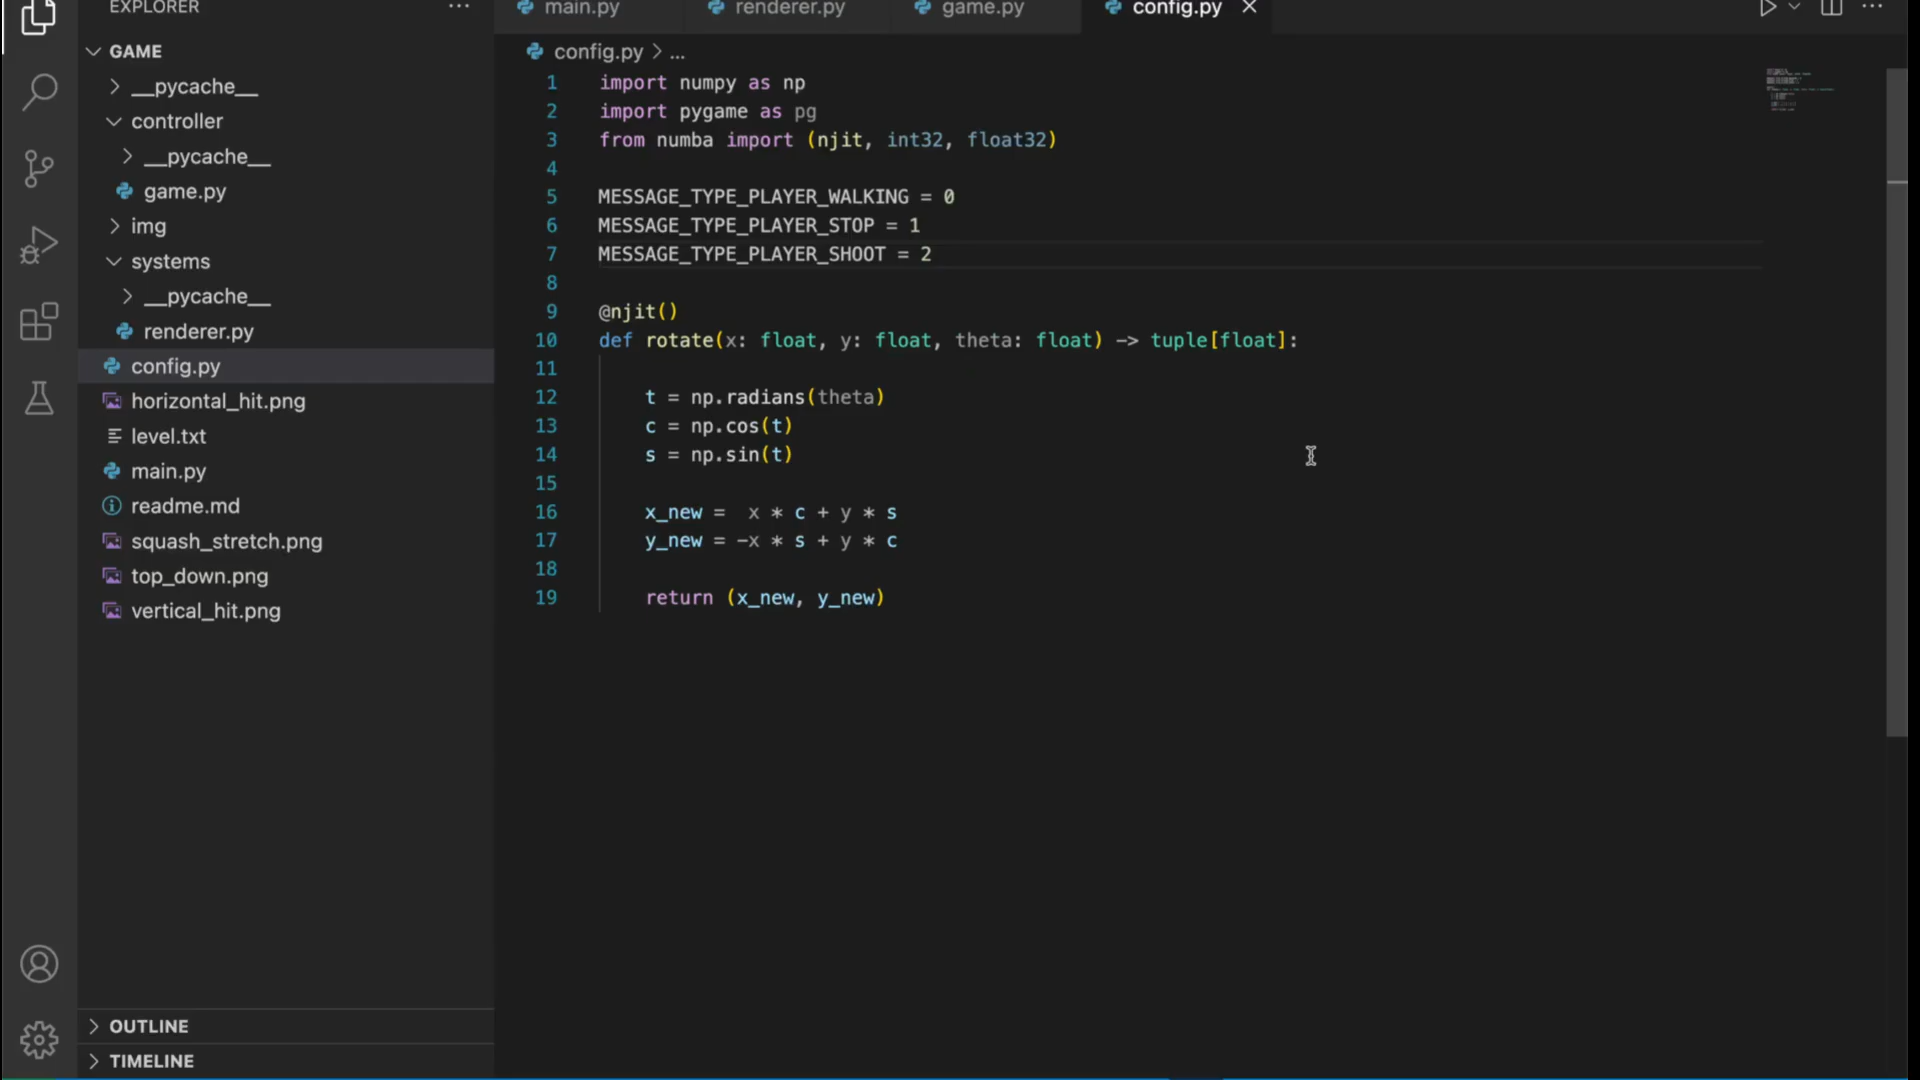 EXPLORER
GAME
__pycache__
controller
__pycache__
game.py
img
systems
__pycache__
renderer.py
config.py
horizontal_hit.png
level.txt
main.py
readme.md
squash_stretch.png
top_down.png
vertical_hit.png
OUTLINE
TIMELINE
main.py renderer.py game.py config.py
config.py > ...
1 import numpy as np
2 import pygame as pg
3 from numba import (njit, int32, float32)
4
5 MESSAGE_TYPE_PLAYER_WALKING = 0
6 MESSAGE_TYPE_PLAYER_STOP = 1
7 MESSAGE_TYPE_PLAYER_SHOOT = 2
8
9 @njit()
10 def rotate(x: float, y: float, theta: float) -> tuple[float]:
11
12 t = np.radians(theta)
13 c = np.cos(t)
14 s = np.sin(t)
15
16 x_new =  x * c + y * s
17 y_new = -x * s + y * c
18
19 return (x_new, y_new)